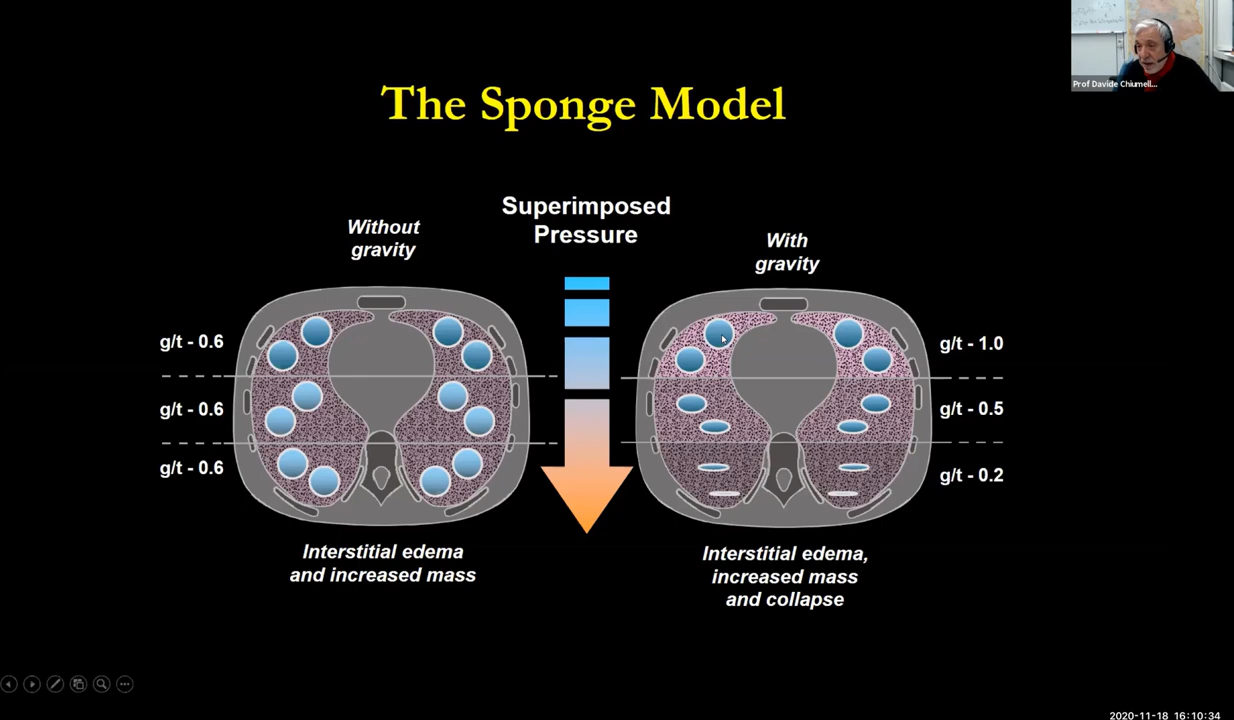 Prof Davide Chiumell...
The Sponge Model
Superimposed
Pressure
Without
gravity
With
gravity
g/t - 0.6
g/t - 0.6
g/t - 0.6
g/t - 1.0
g/t - 0.5
g/t - 0.2
Interstitial edema
and increased mass
Interstitial edema,
increased mass
and collapse
2020-11-18 16:10:34